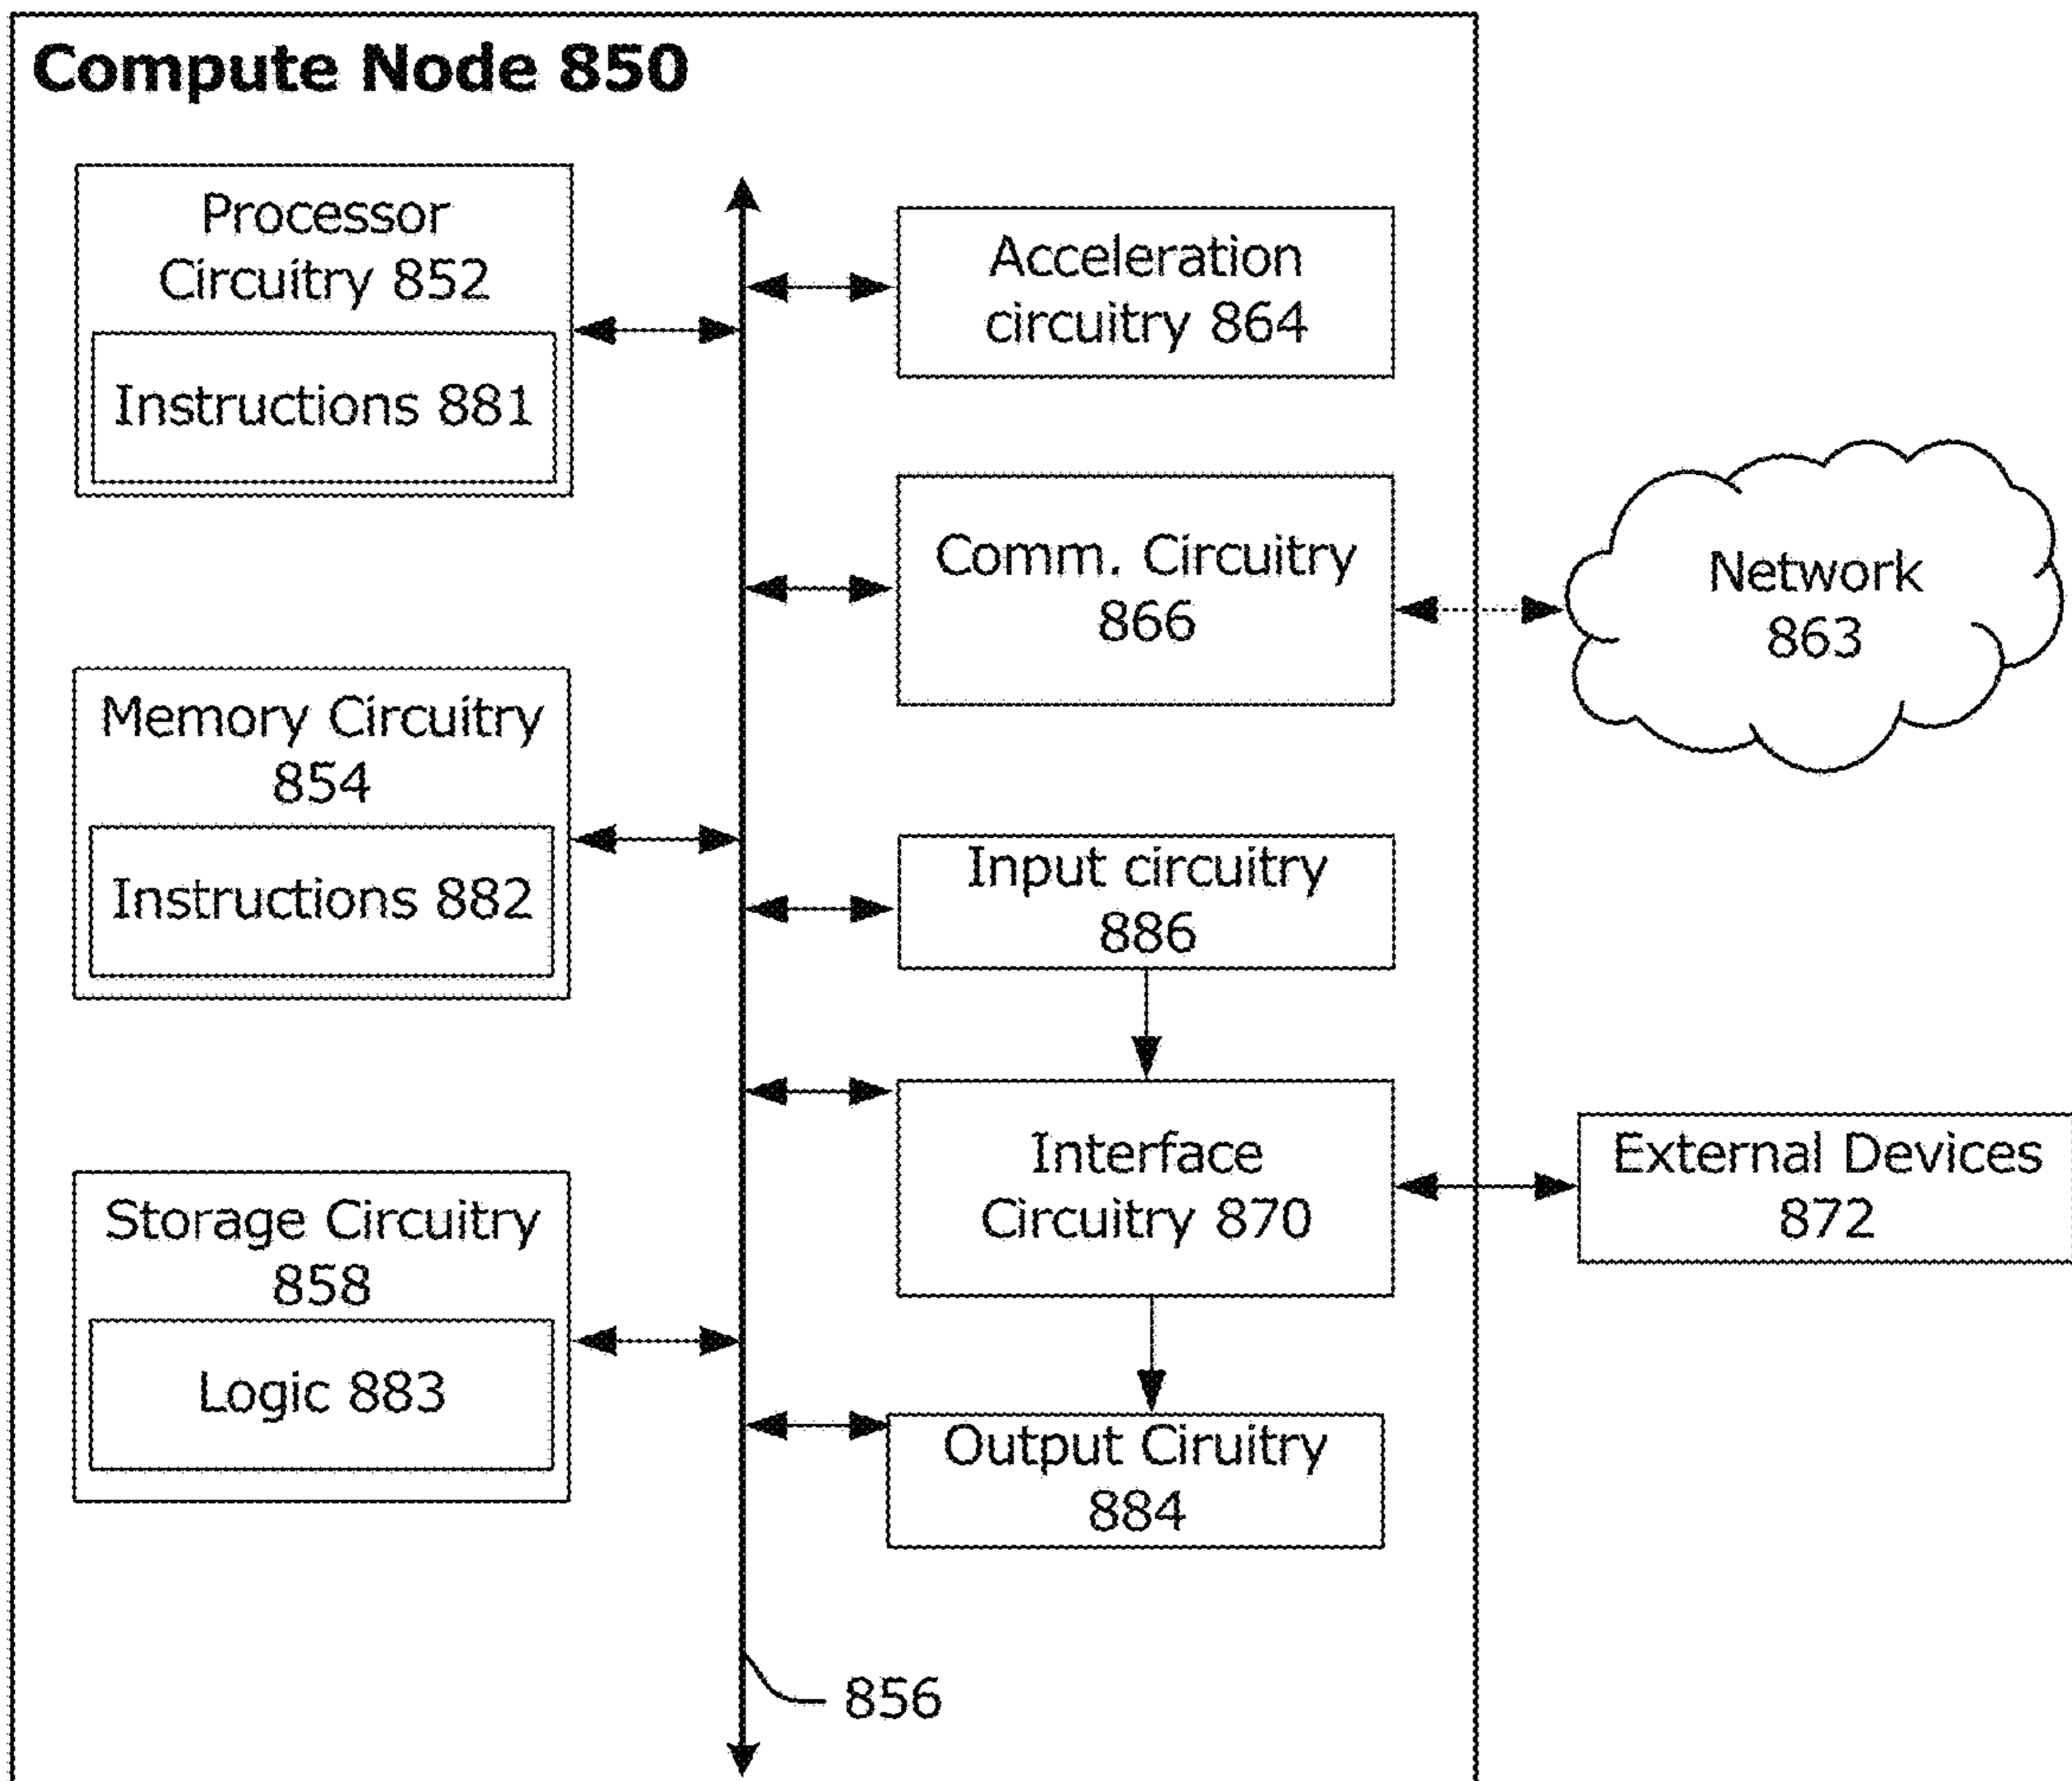 Compute Node 850
Processor
Circuitry 852
Instructions 881
Memory Circuitry
854
Instructions 882
Storage Circuitry
858
Logic 883
Acceleration
circuitry 864
Comm. Circuitry
866
Input circuitry
886
Interface
Circuitry 870
Output Ciruitry
884
856
Network
863
External Devices
872